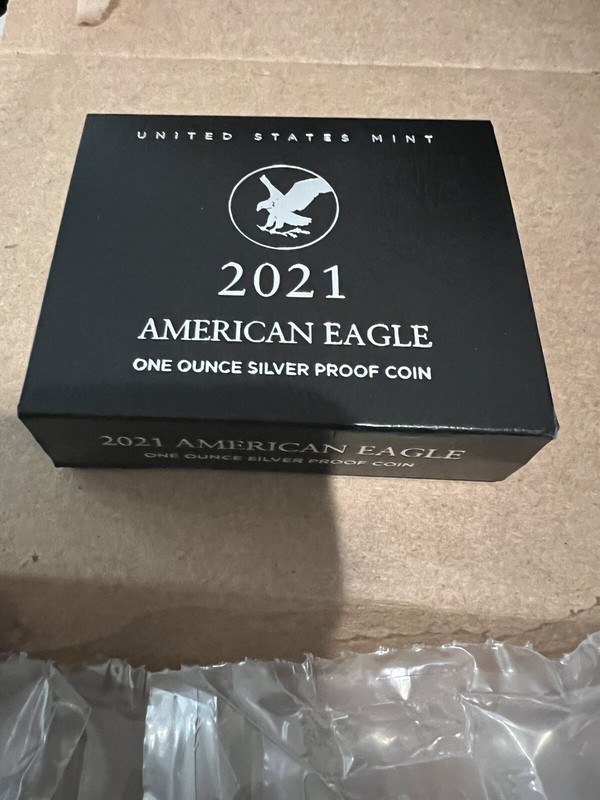 UNITED STATES MINT
2021
AMERICAN EAGLE
ONE OUNCE SILVER PROOF COIN
2021 AMERICAN EAGLE
ONE OUNCE SILVER PROOF COIN